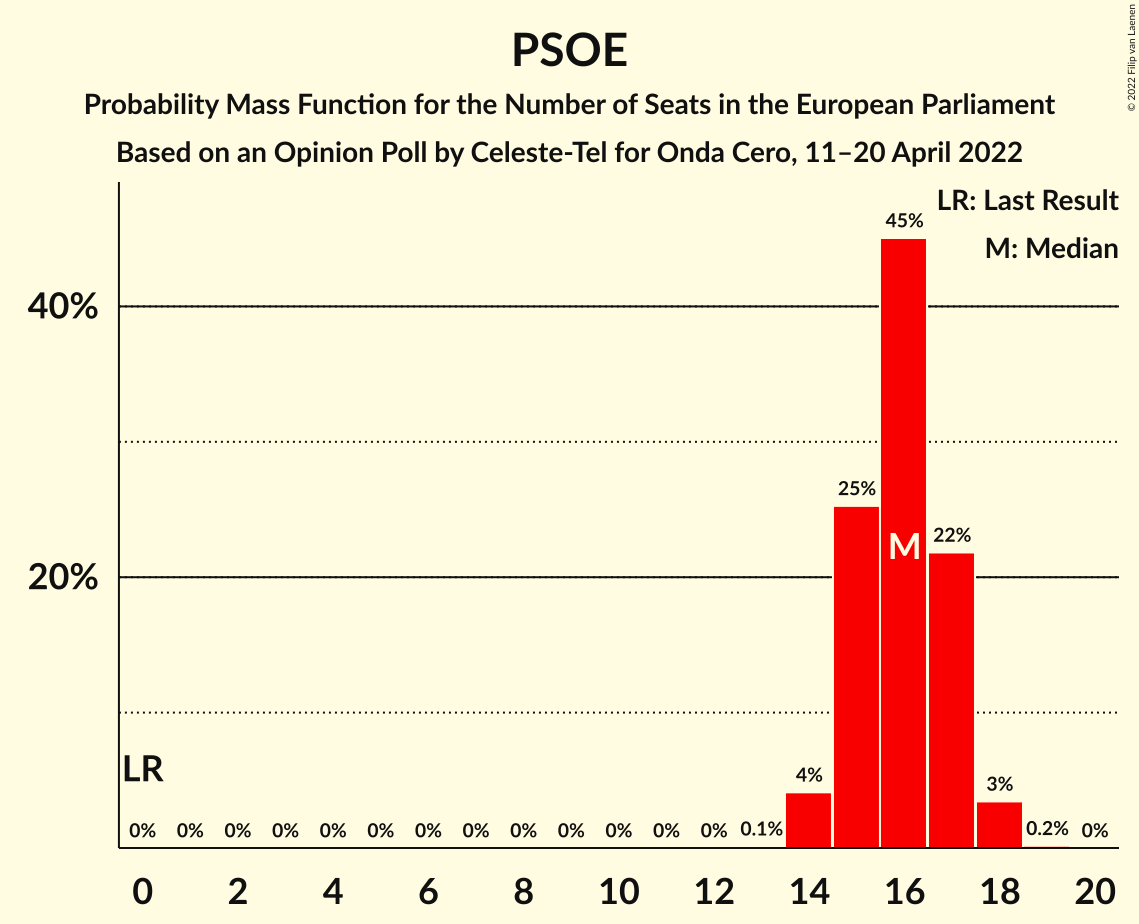 PSOE
Probability Mass Function for the Number of Seats in the European Parliament
Based on an Opinion Poll by Celeste-Tel for Onda Cero, 11–20 April 2022
© 2022 Filip van Laenen
LR: Last Result
M: Median
40%
20%
LR
0% 0% 0% 0% 0% 0% 0% 0% 0% 0% 0% 0% 0% 0.1% 4% 25% 45% 22% 3% 0.2% 0%
M
0 2 4 6 8 10 12 14 16 18 20